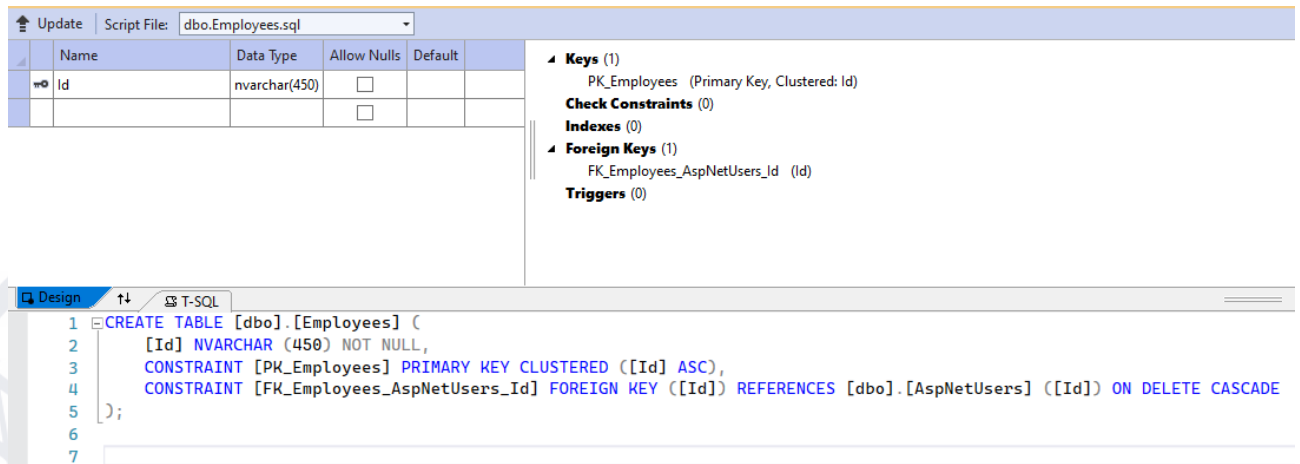 Update Script File: dbo.Employees.sql
Name Data Type Allow Nulls Default
Id nvarchar(450)
Keys (1)
PK_Employees (Primary Key, Clustered: Id)
Check Constraints (0)
Indexes (0)
Foreign Keys (1)
FK_Employees_AspNetUsers_Id (Id)
Triggers (0)
Design T-SQL
1 CREATE TABLE [dbo].[Employees] (
2 [Id] NVARCHAR (450) NOT NULL,
3 CONSTRAINT [PK_Employees] PRIMARY KEY CLUSTERED ([Id] ASC),
4 CONSTRAINT [FK_Employees_AspNetUsers_Id] FOREIGN KEY ([Id]) REFERENCES [dbo].[AspNetUsers] ([Id]) ON DELETE CASCADE
5 );
6
7